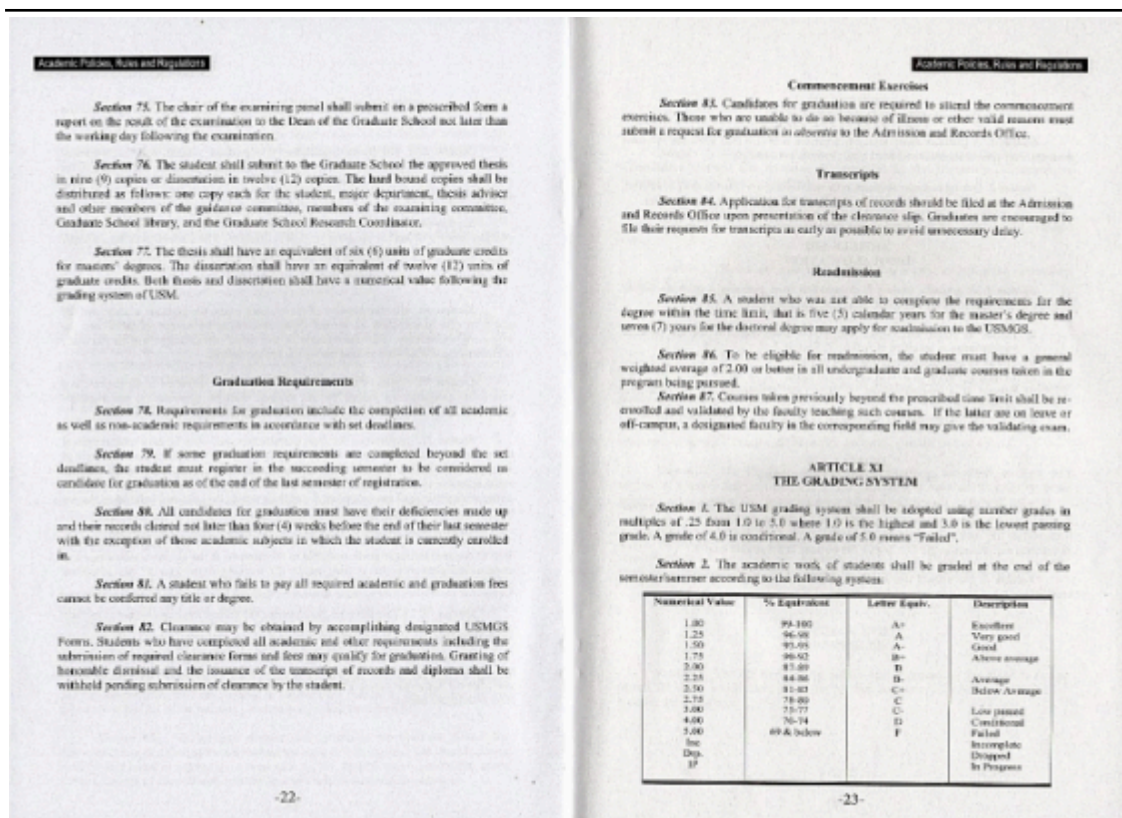 Academic Policies, Rules and Regulations
Section 75. The chair of the examining panel shall submit on a prescribed form a
report on the result of the examination to the Dean of the Graduate School not later than
the working day following the examination.
Section 76. The student shall submit to the Graduate School the approved thesis
in nine (9) copies or dissertation in twelve (12) copies. The hard bound copies shall be
distributed as follows: one copy each for the student, major department, thesis adviser
and other members of the guidance committee, members of the examining committee,
Graduate School library, and the Graduate School Research Coordinator.
Section 77. The thesis shall have an equivalent of six (6) units of graduate credits
for masters' degrees. The dissertation shall have an equivalent of twelve (12) units of
graduate credits. Both thesis and dissertation shall have a numerical value following the
grading system of USM.
Graduation Requirements
Section 78. Requirements for graduation include the completion of all academic
as well as non-academic requirements in accordance with set deadlines.
Section 79. If some graduation requirements are completed beyond the set
deadlines, the student must register in the succeeding semester to be considered as
candidate for graduation as of the end of the last semester of registration.
Section 80. All candidates for graduation must have their deficiencies made up
and their records cleared not later than four (4) weeks before the end of their last semester
with the exception of those academic subjects in which the student is currently enrolled
in.
Section 81. A student who fails to pay all required academic and graduation fees
cannot be conferred any title or degree.
Section 82. Clearance may be obtained by accomplishing designated USMGS
Forms. Students who have completed all academic and other requirements including the
submission of required clearance forms and fees may qualify for graduation. Granting of
honorable dismissal and the issuance of the transcript of records and diploma shall be
withheld pending submission of clearance by the student.
-22-
Academic Policies, Rules and Regulations
Commencement Exercises
Section 83. Candidates for graduation are required to attend the commencement
exercises. Those who are unable to do so because of illness or other valid reasons must
submit a request for graduation in absentia to the Admission and Records Office.
Transcripts
Section 84. Application for transcripts of records should be filed at the Admission
and Records Office upon presentation of the clearance slip. Graduates are encouraged to
file their requests for transcripts as early as possible to avoid unnecessary delay.
Readmission
Section 85. A student who was not able to complete the requirements for the
degree within the time limit, that is five (5) calendar years for the master's degree and
seven (7) years for the doctoral degree may apply for readmission to the USMGS.
Section 86. To be eligible for readmission, the student must have a general
weighted average of 2.00 or better in all undergraduate and graduate courses taken in the
program being pursued.
Section 87. Courses taken previously beyond the prescribed time limit shall be re-
enrolled and validated by the faculty teaching such courses. If the latter are on leave or
off-campus, a designated faculty in the corresponding field may give the validating exam.
ARTICLE XI
THE GRADING SYSTEM
Section 1. The USM grading system shall be adopted using number grades in
multiples of .25 from 1.0 to 5.0 where 1.0 is the highest and 3.0 is the lowest passing
grade. A grade of 4.0 is conditional. A grade of 5.0 means "Failed".
Section 2. The academic work of students shall be graded at the end of the
semester/summer according to the following system:
Numerical Value % Equivalent Letter Equiv. Description
1.00 99-100 A+ Excellent
1.25 96-98 A Very good
1.50 93-95 A- Good
1.75 90-92 B+ Above average
2.00 87-89 B
2.25 84-86 B- Average
2.50 81-83 C+ Below Average
2.75 78-80 C
3.00 75-77 C- Low passed
4.00 70-74 D Conditional
5.00 69 & below F Failed
Inc Incomplete
Drp. Dropped
IP In Progress
-23-